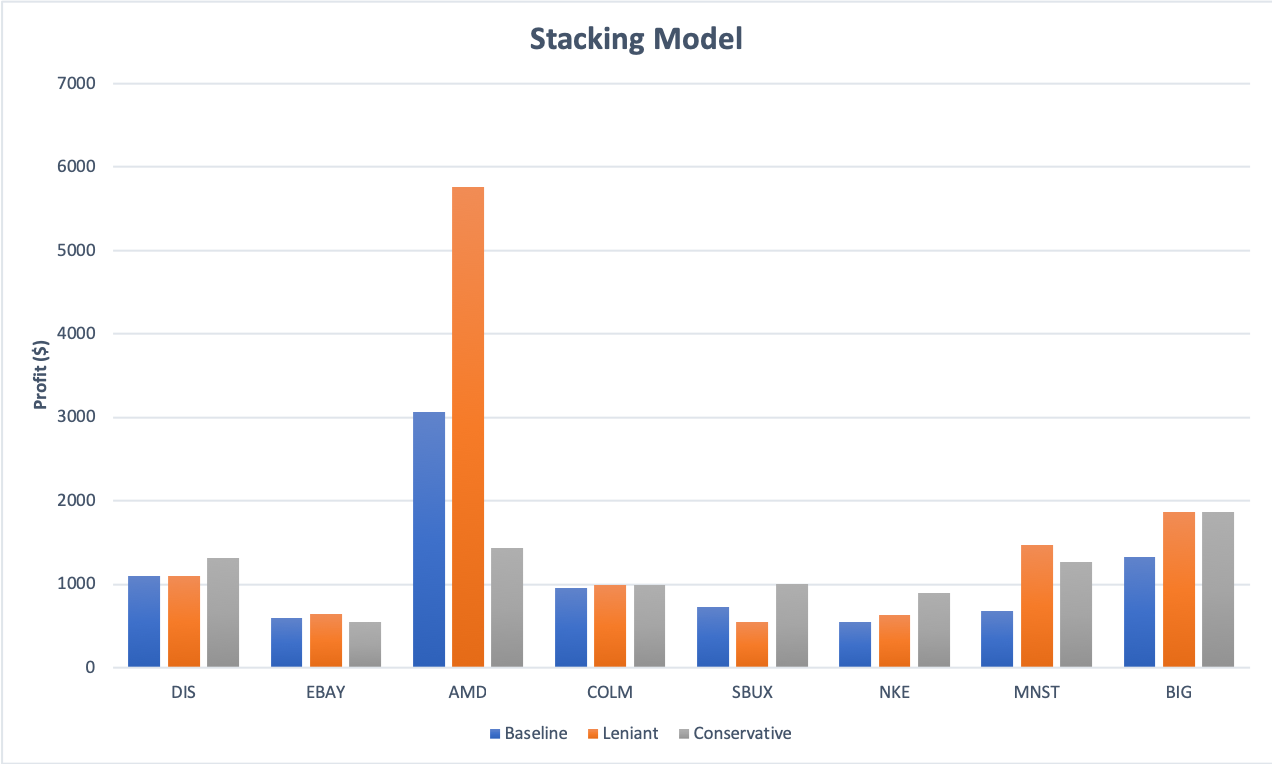 Stacking Model
7000
6000
5000
4000
3000
2000
1000
0
Profit ($)
DIS EBAY AMD COLM SBUX NKE MNST BIG
Baseline Leniant Conservative